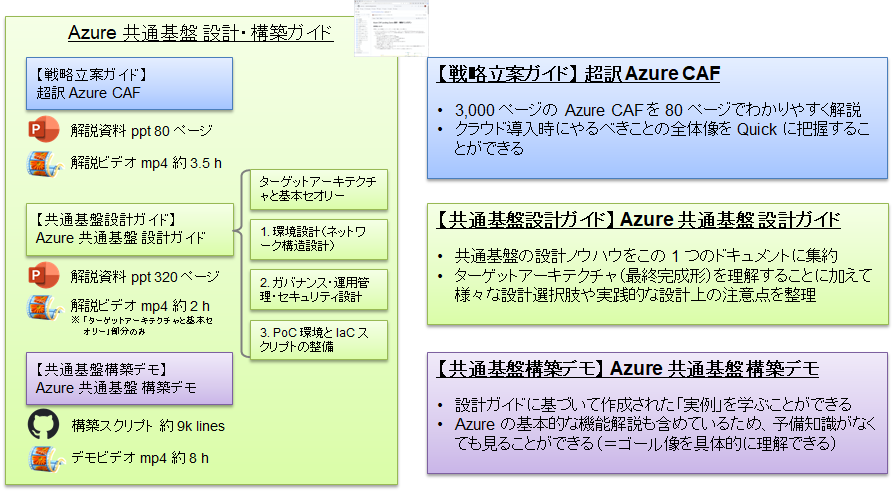 Azure 共通基盤 設計・構築ガイド
【戦略立案ガイド】
超訳 Azure CAF
解説資料 ppt 80 ページ
解説ビデオ mp4 約 3.5 h
【共通基盤設計ガイド】
Azure 共通基盤 設計ガイド
解説資料 ppt 320 ページ
解説ビデオ mp4 約 2 h
※「ターゲットアーキテクチャと基本セ
オリー」部分のみ
ターゲットアーキテクチ
ャと基本セオリー
1. 環境設計（ネットワ
ーク構造設計）
2. ガバナンス・運用管
理・セキュリティ設計
3. PoC 環境と IaC ス
クリプトの整備
【共通基盤構築デモ】
Azure 共通基盤 構築デモ
構築スクリプト 約 9k lines
デモビデオ mp4 約 8 h
【戦略立案ガイド】 超訳 Azure CAF
• 3,000 ページの Azure CAF を 80 ページでわかりやすく解説
• クラウド導入時にやるべきことの全体像を Quick に把握するこ
とができる
【共通基盤設計ガイド】 Azure 共通基盤 設計ガイド
• 共通基盤の設計ノウハウをこの 1 つのドキュメントに集約
• ターゲットアーキテクチャ（最終完成形）を理解することに加えて
様々な設計選択肢や実践的な設計上の注意点を整理
【共通基盤構築デモ】 Azure 共通基盤 構築デモ
• 設計ガイドに基づいて作成された「実例」を学ぶことができる
• Azure の基本的な機能解説も含めているため、予備知識がなく
ても見ることができる（＝ゴール像を具体的に理解できる）